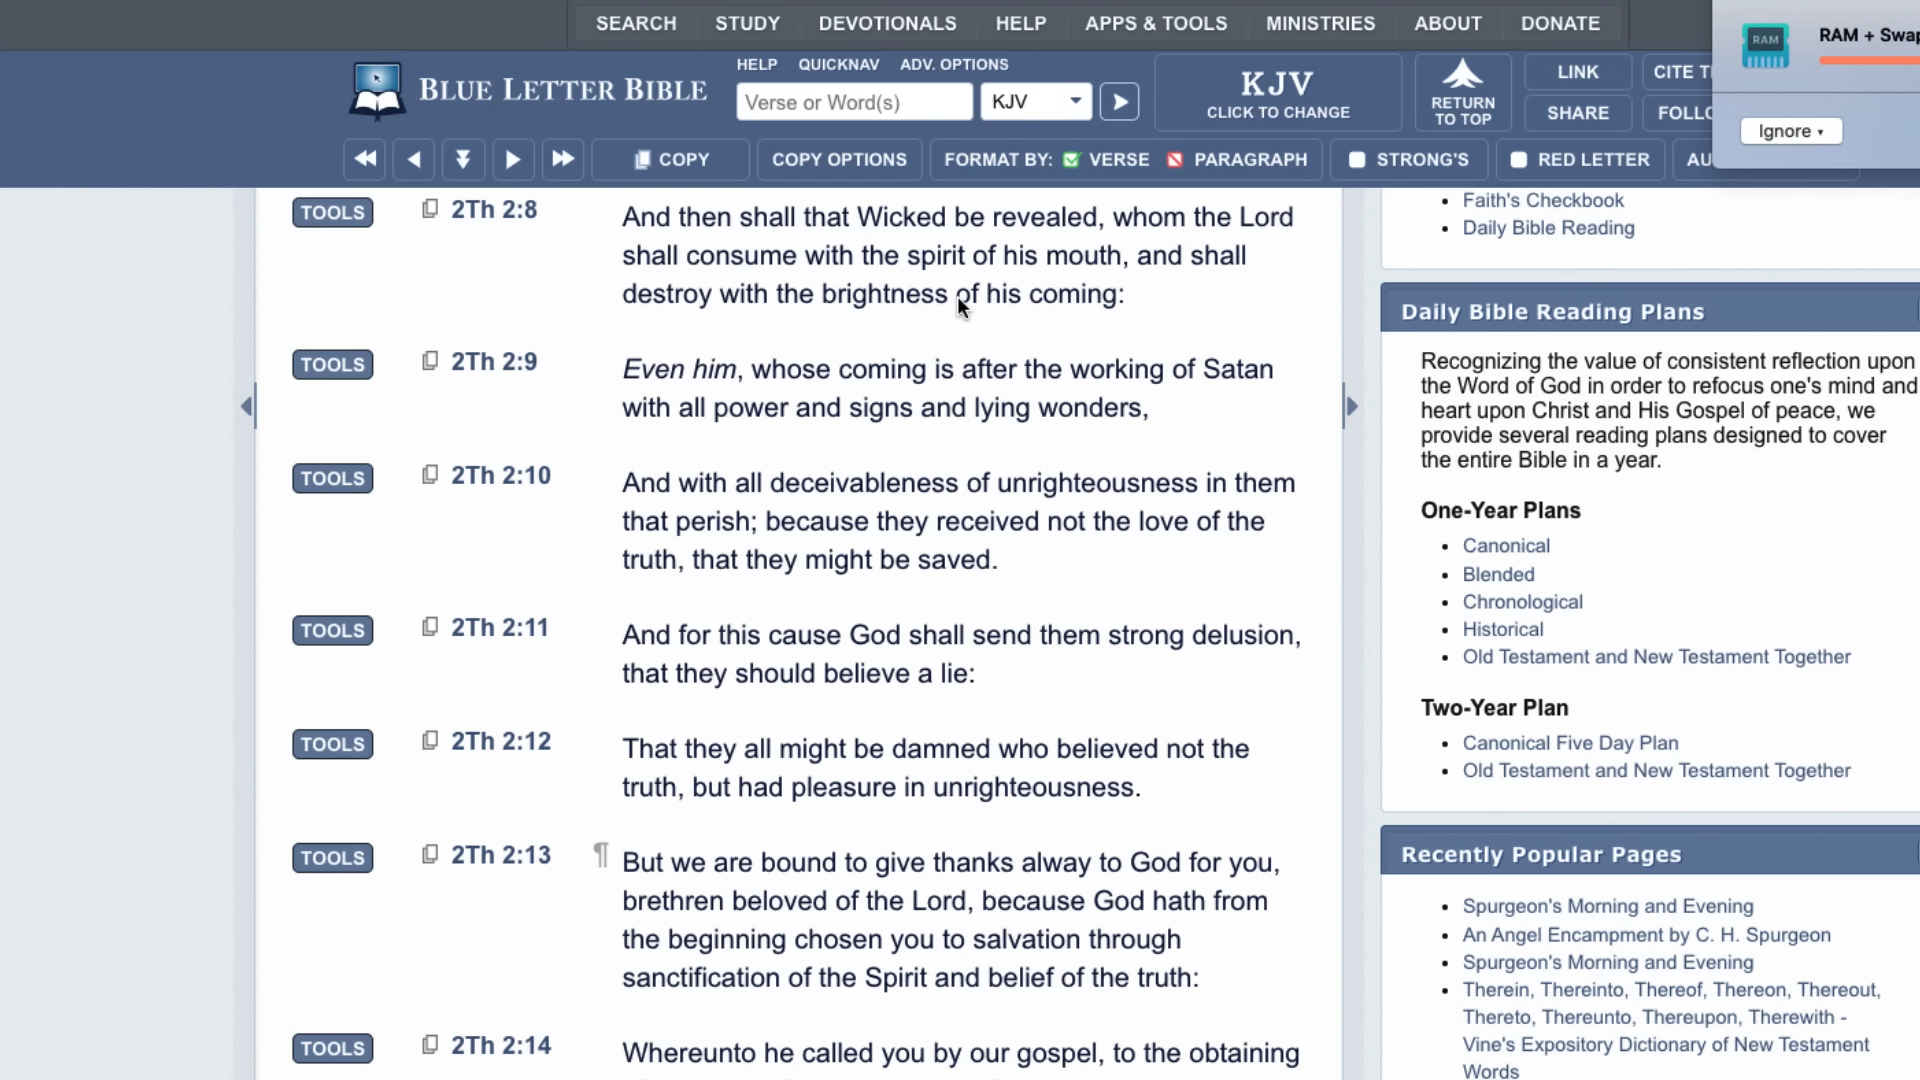 SEARCH STUDY DEVOTIONALS HELP APPS & TOOLS MINISTRIES ABOUT DONATE
RAM
RAM + Swap
Ignore
BLUE LETTER BIBLE
HELP QUICKNAV ADV. OPTIONS
Verse or Word(s)
KJV
KJV
CLICK TO CHANGE
RETURN
TO TOP
LINK
CITE
SHARE
COPY
COPY OPTIONS
FORMAT BY: VERSE PARAGRAPH
STRONG'S
RED LETTER
TOOLS 2Th 2:8
And then shall that Wicked be revealed, whom the Lord
shall consume with the spirit of his mouth, and shall
destroy with the brightness of his coming:
TOOLS 2Th 2:9
Even him, whose coming is after the working of Satan
with all power and signs and lying wonders,
TOOLS 2Th 2:10
And with all deceivableness of unrighteousness in them
that perish; because they received not the love of the
truth, that they might be saved.
TOOLS 2Th 2:11
And for this cause God shall send them strong delusion,
that they should believe a lie:
TOOLS 2Th 2:12
That they all might be damned who believed not the
truth, but had pleasure in unrighteousness.
TOOLS 2Th 2:13
¶ But we are bound to give thanks alway to God for you,
brethren beloved of the Lord, because God hath from
the beginning chosen you to salvation through
sanctification of the Spirit and belief of the truth:
TOOLS 2Th 2:14
Whereunto he called you by our gospel, to the obtaining
Faith's Checkbook
Daily Bible Reading
Daily Bible Reading Plans
Recognizing the value of consistent reflection upon
the Word of God in order to refocus one's mind and
heart upon Christ and His Gospel of peace, we
provide several reading plans designed to cover
the entire Bible in a year.
One-Year Plans
Canonical
Blended
Chronological
Historical
Old Testament and New Testament Together
Two-Year Plan
Canonical Five Day Plan
Old Testament and New Testament Together
Recently Popular Pages
Spurgeon's Morning and Evening
An Angel Encampment by C. H. Spurgeon
Spurgeon's Morning and Evening
Therein, Thereinto, Thereof, Thereon, Thereout,
Thereto, Thereunto, Thereupon, Therewith -
Vine's Expository Dictionary of New Testament
Words